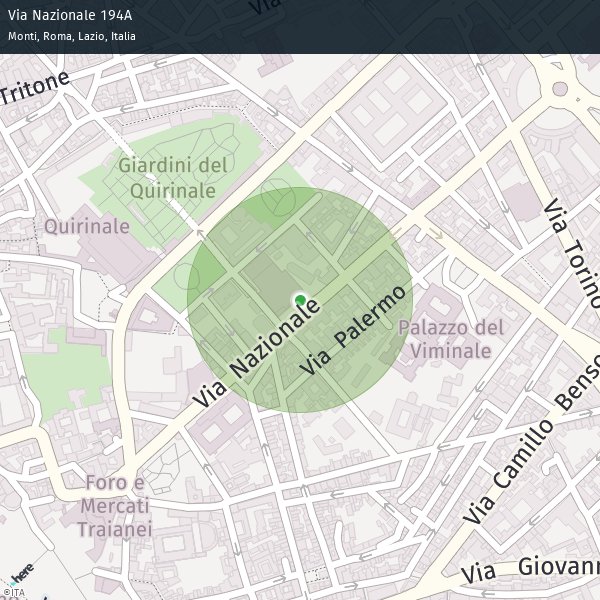 Via Nazionale 194A
Monti, Roma, Lazio, Italia
Via
Tritone
Giardini del
Quirinale
Quirinale
Via Torino
Via Nazionale
Via Palermo
Palazzo del
Viminale
Via Camillo Benso
Foro e
Mercati
Traianei
Via Giovann
here
©ITA